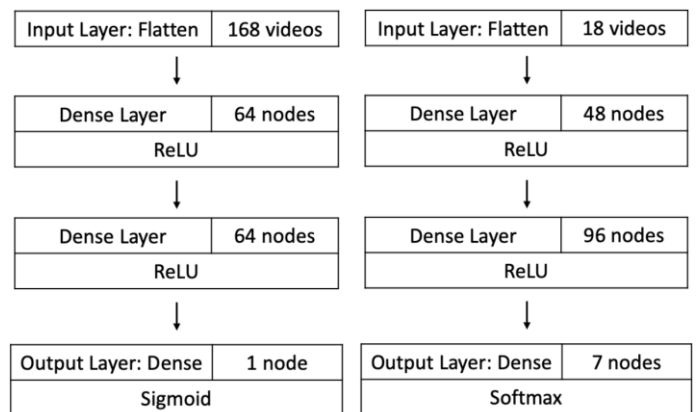 Input Layer: Flatten 168 videos
Dense Layer 64 nodes
ReLU
Dense Layer 64 nodes
ReLU
Output Layer: Dense 1 node
Sigmoid
Input Layer: Flatten 18 videos
Dense Layer 48 nodes
ReLU
Dense Layer 96 nodes
ReLU
Output Layer: Dense 7 nodes
Softmax